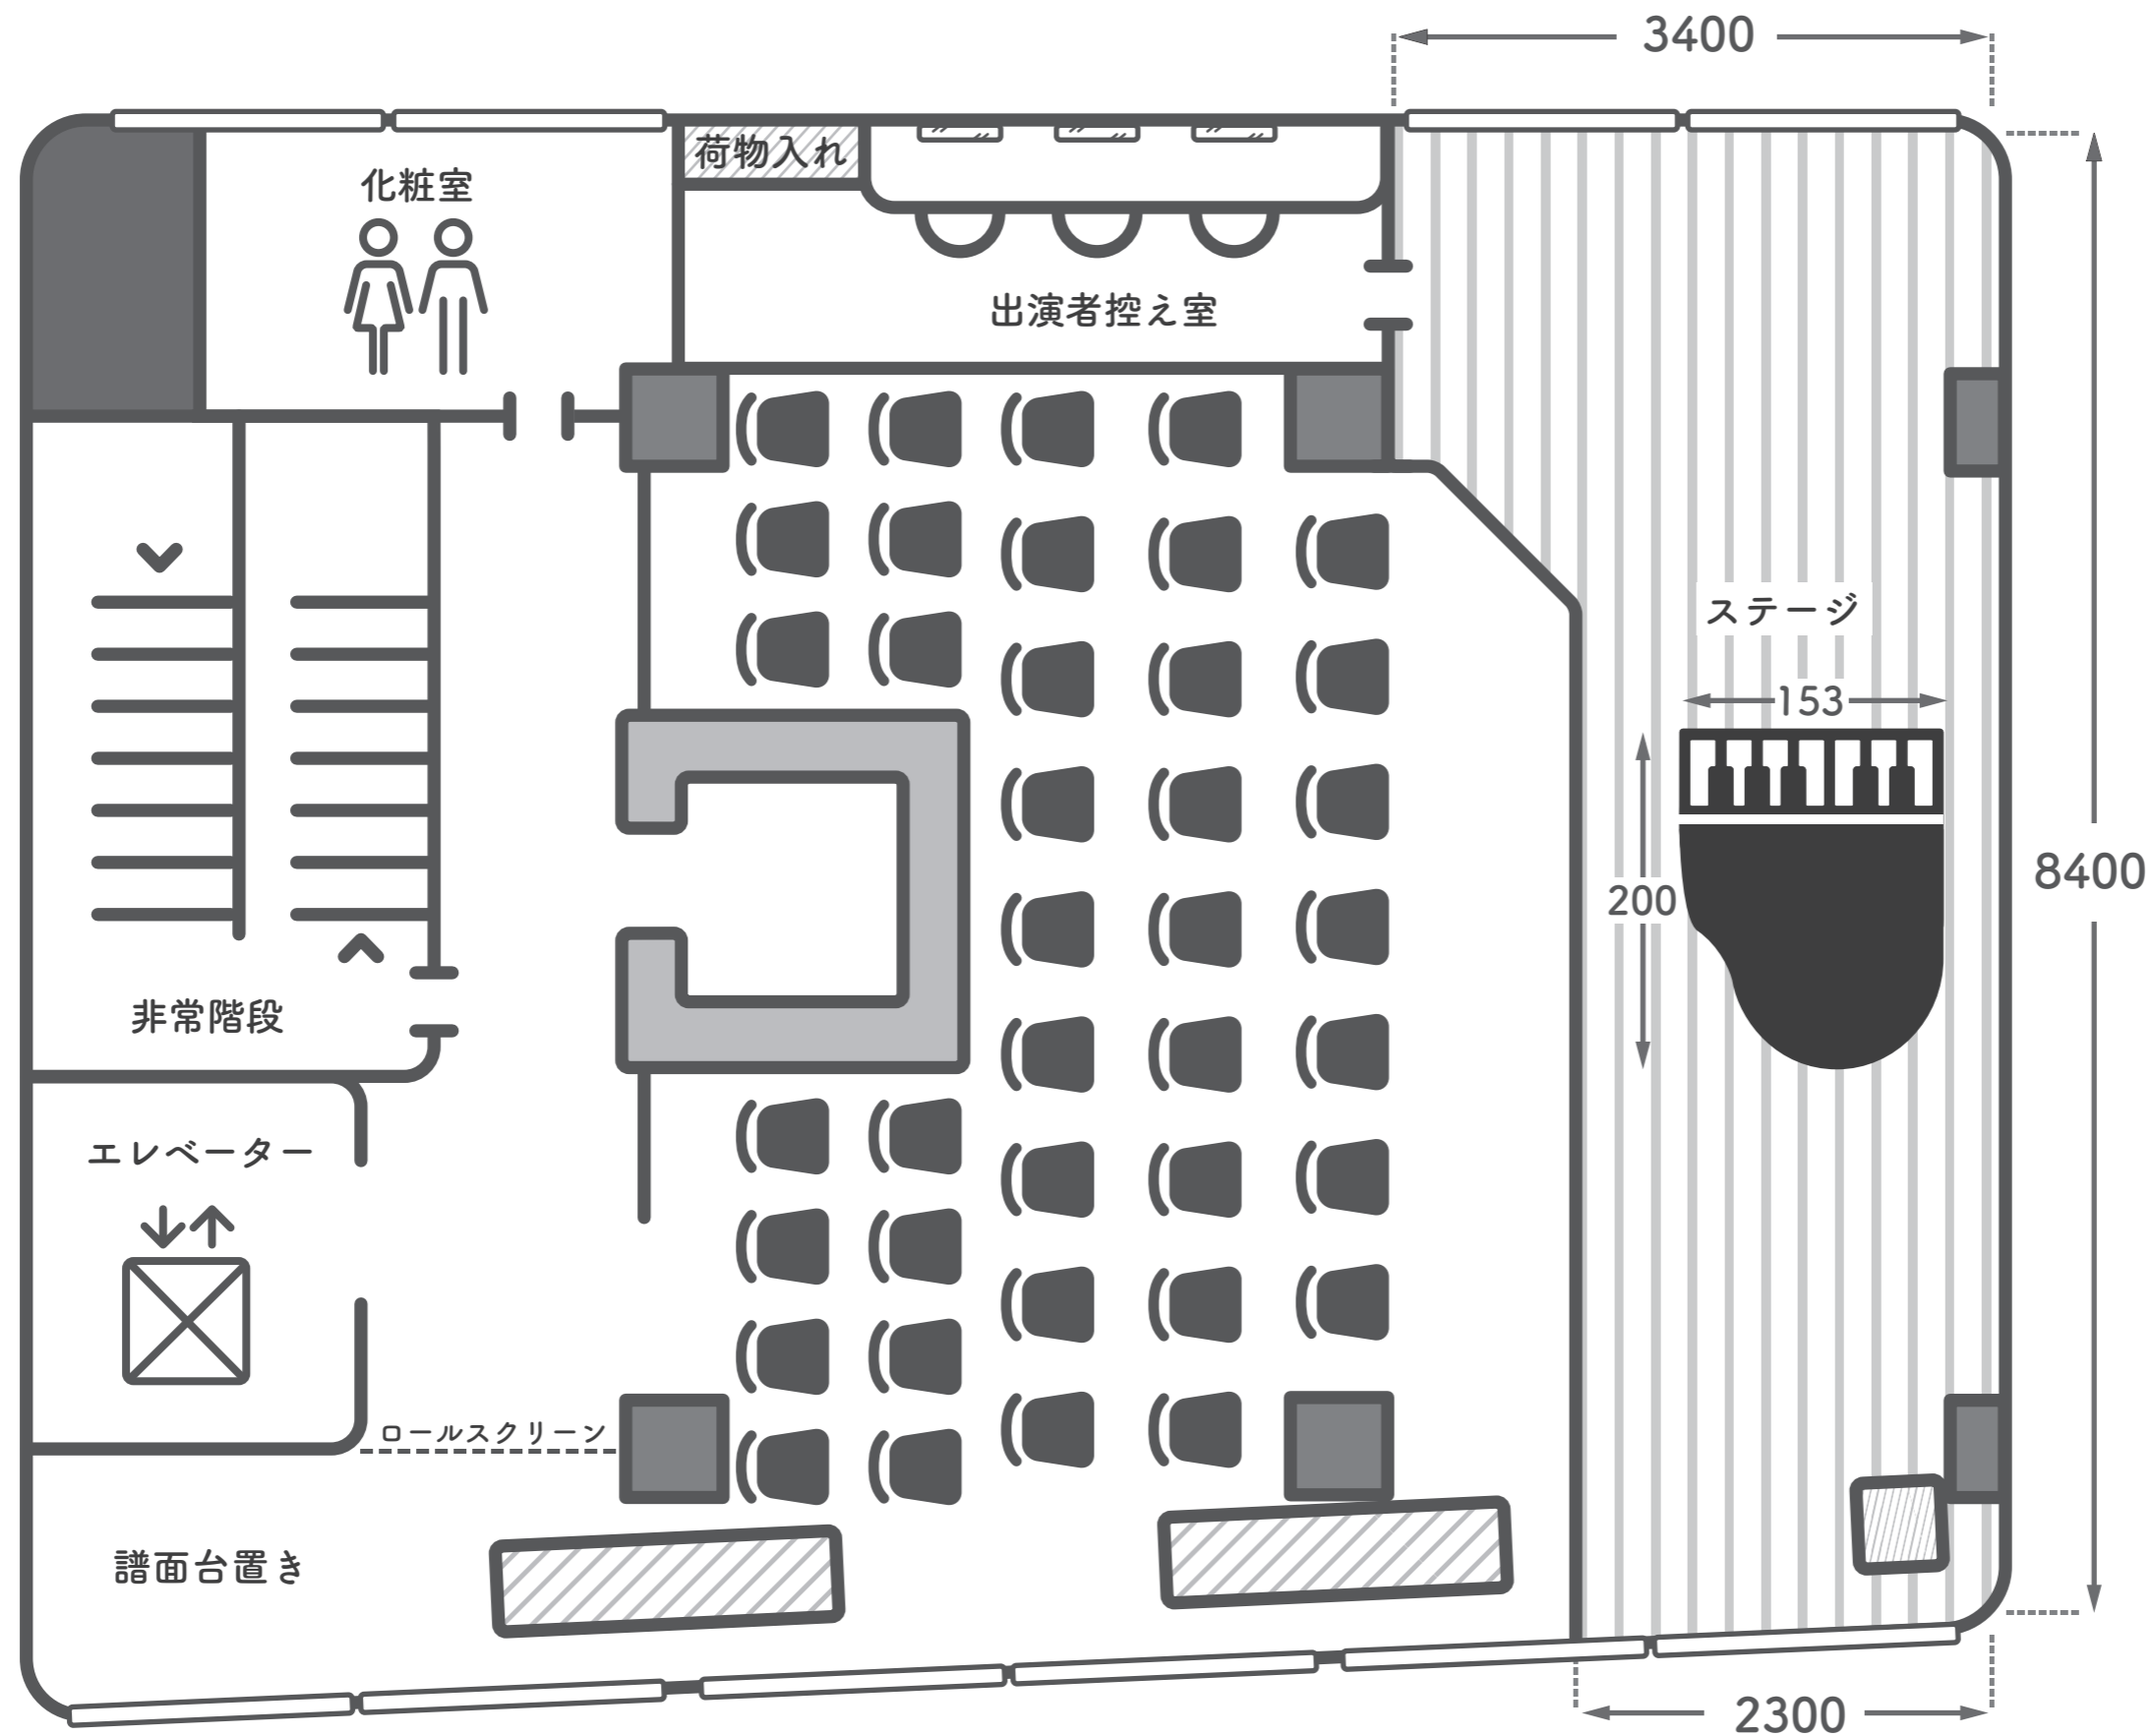 3400
荷物入れ
化粧室
出演者控え室
ステージ
153
8400
200
非常階段
エレベーター
ロールスクリーン
譜面台置き
2300